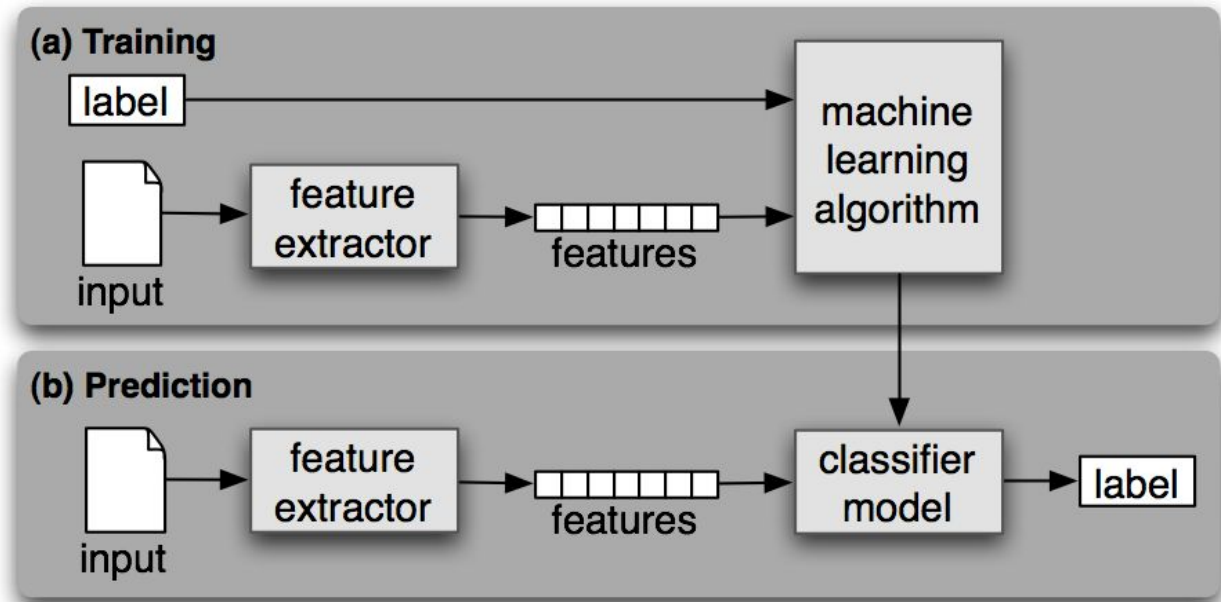 (a) Training
label
machine
learning
algorithm
feature
extractor
features
input
(b) Prediction
feature
extractor
features
classifier
model
label
input